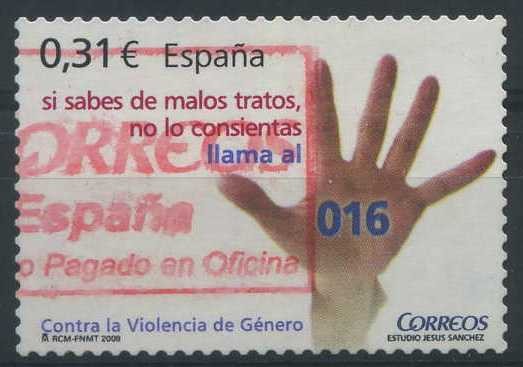 0,31 € España
si sabes de malos tratos,
no lo consientas
llama al
016
CORREOS
España
o Pagado en Oficina
Contra la Violencia de Género
RCM-FNMT 2008
CORREOS
ESTUDIO JESUS SANCHEZ